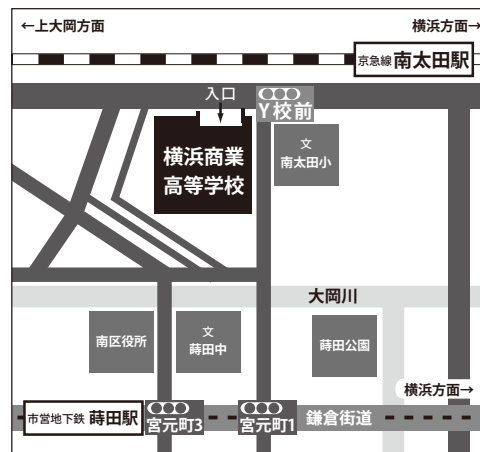 ←上大岡方面
横浜方面→
京急線 南太田駅
入口
Y校前
横浜商業
高等学校
文
南太田小
大岡川
南区役所
文
蒔田中
蒔田公園
横浜方面→
市営地下鉄 蒔田駅
宮元町3
宮元町1
鎌倉街道